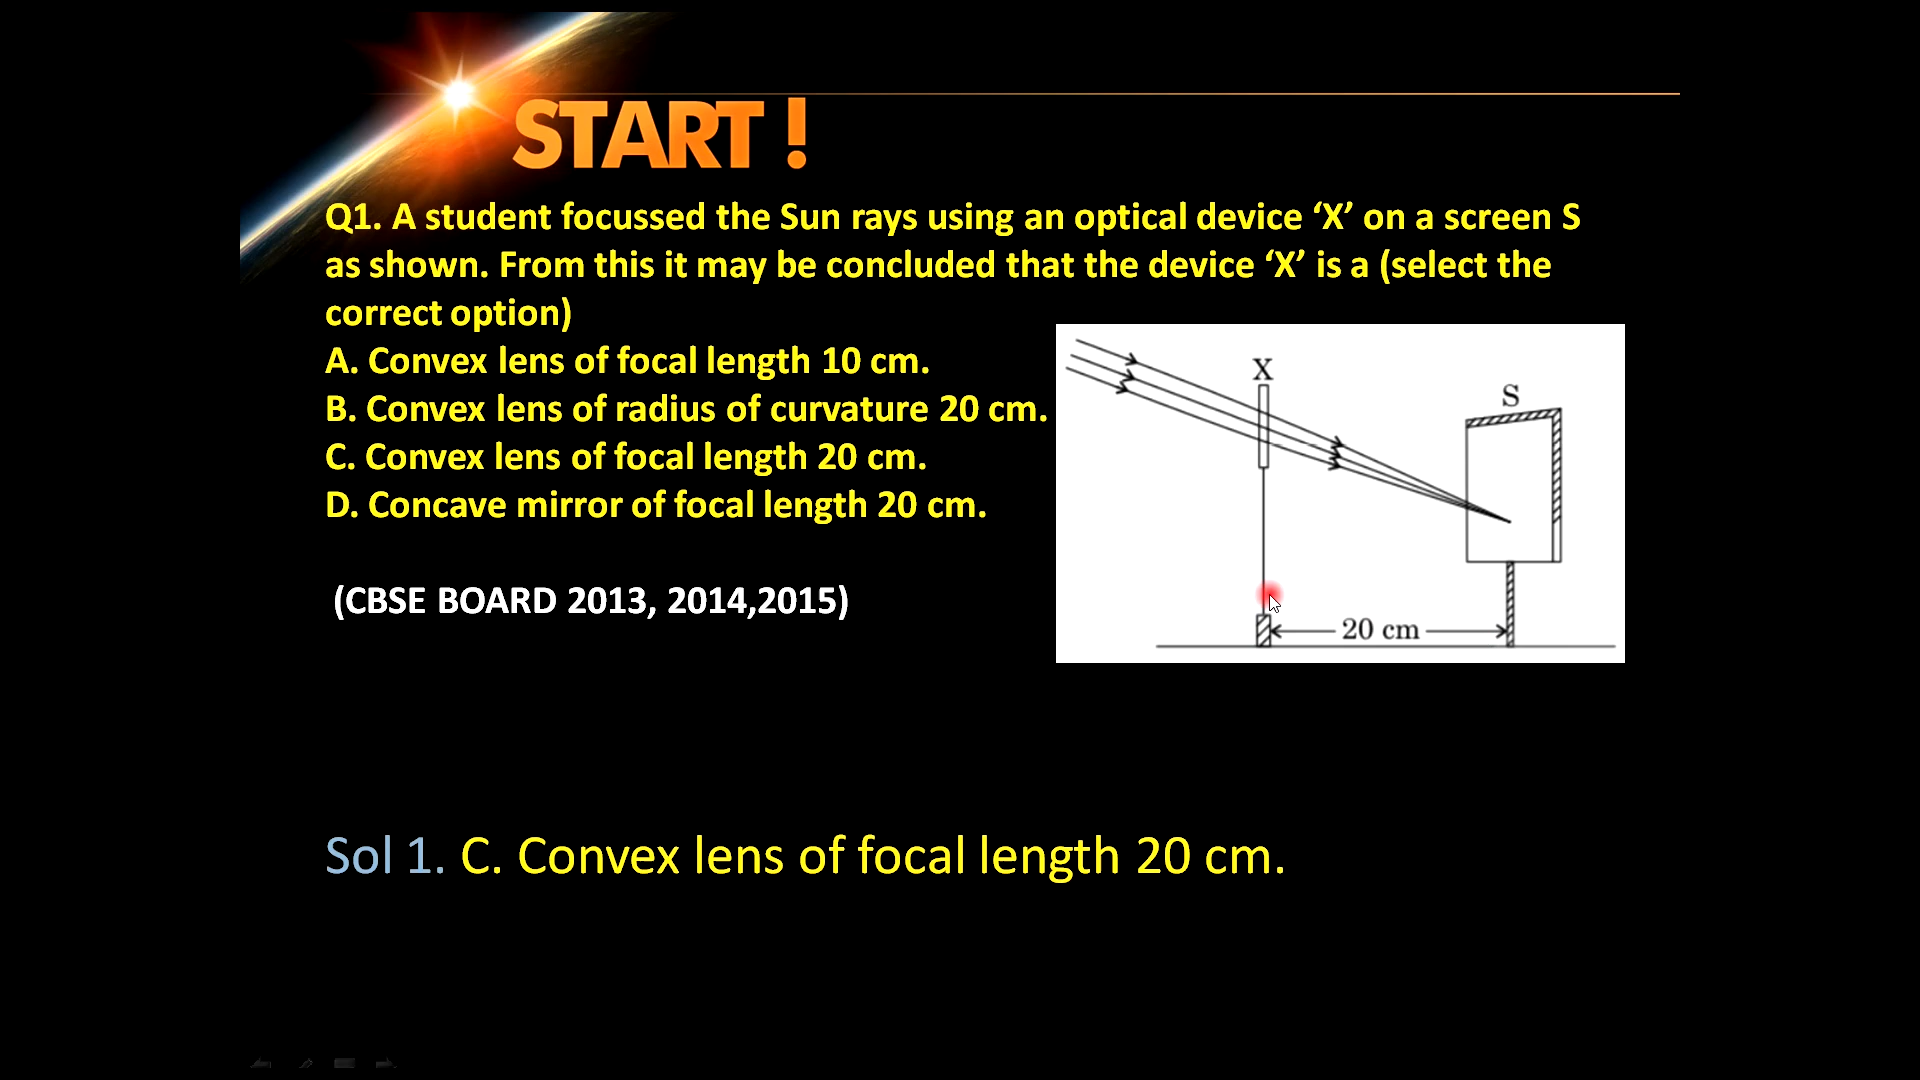 START !
Q1. A student focussed the Sun rays using an optical device ‘X’ on a screen S
as shown. From this it may be concluded that the device ‘X’ is a (select the
correct option)
A. Convex lens of focal length 10 cm.
B. Convex lens of radius of curvature 20 cm.
C. Convex lens of focal length 20 cm.
D. Concave mirror of focal length 20 cm.
X
S
20 cm
(CBSE BOARD 2013, 2014,2015)
Sol 1. C. Convex lens of focal length 20 cm.